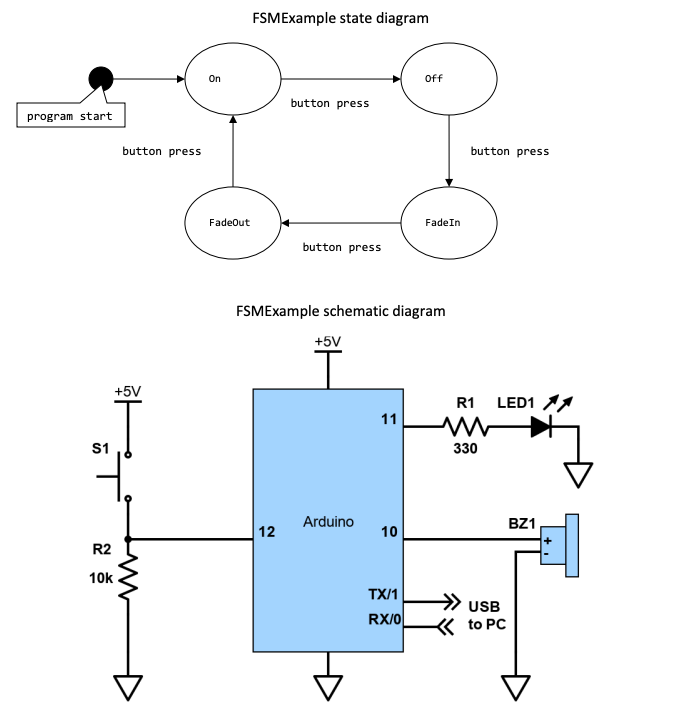 FSMExample state diagram
On
Off
button press
program start
button press
button press
FadeOut
FadeIn
button press
FSMExample schematic diagram
+5V
+5V
S1
R2
10k
12
Arduino
11
10
TX/1
RX/0
R1
330
LED1
BZ1
+
-
USB
to PC